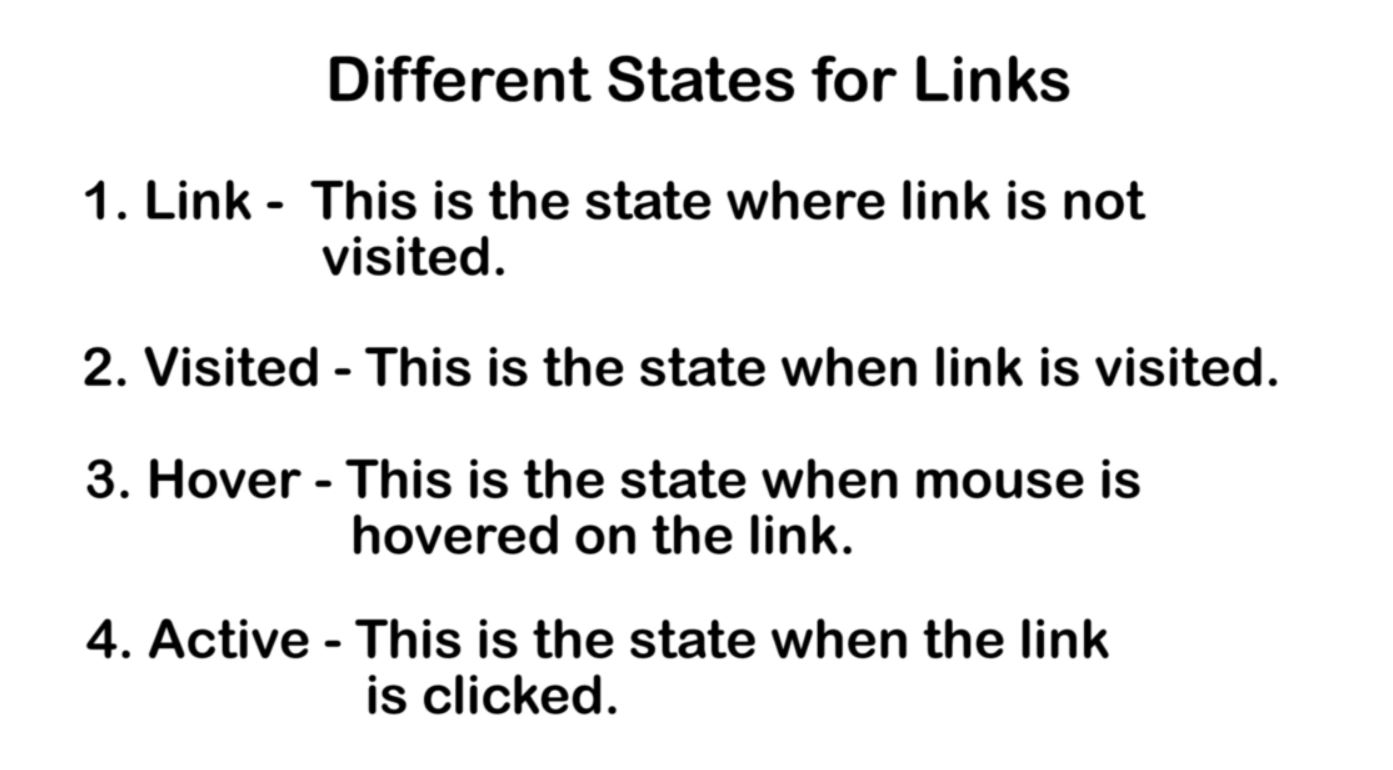 Different States for Links
1. Link - This is the state where link is not
visited.
2. Visited - This is the state when link is visited.
3. Hover - This is the state when mouse is
hovered on the link.
4. Active - This is the state when the link
is clicked.